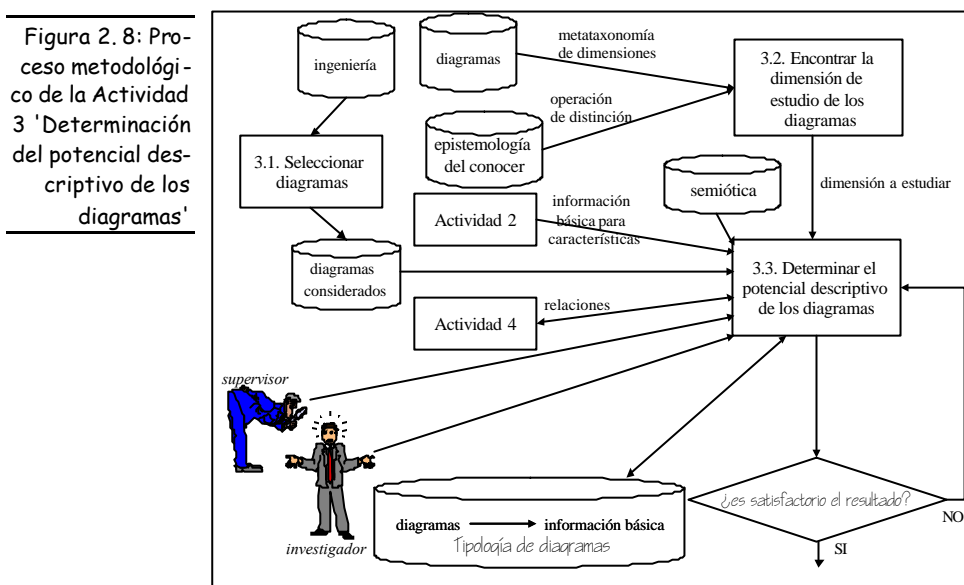 Figura 2. 8: Pro-
ceso metodológi-
co de la Actividad
3 'Determinación
del potencial des-
criptivo de los
diagramas'
ingeniería
diagramas
metataxonomía
de dimensiones
3.2. Encontrar la
dimensión de
estudio de los
diagramas
operación
de distinción
3.1. Seleccionar
diagramas
epistemología
del conocer
semiótica
dimensión a estudiar
Actividad 2
información
básica para
características
diagramas
considerados
3.3. Determinar el
potencial descriptivo
de los diagramas
Actividad 4
relaciones
supervisor
investigador
diagramas
información básica
Tipología de diagramas
¿es satisfactorio el resultado?
NO
SI